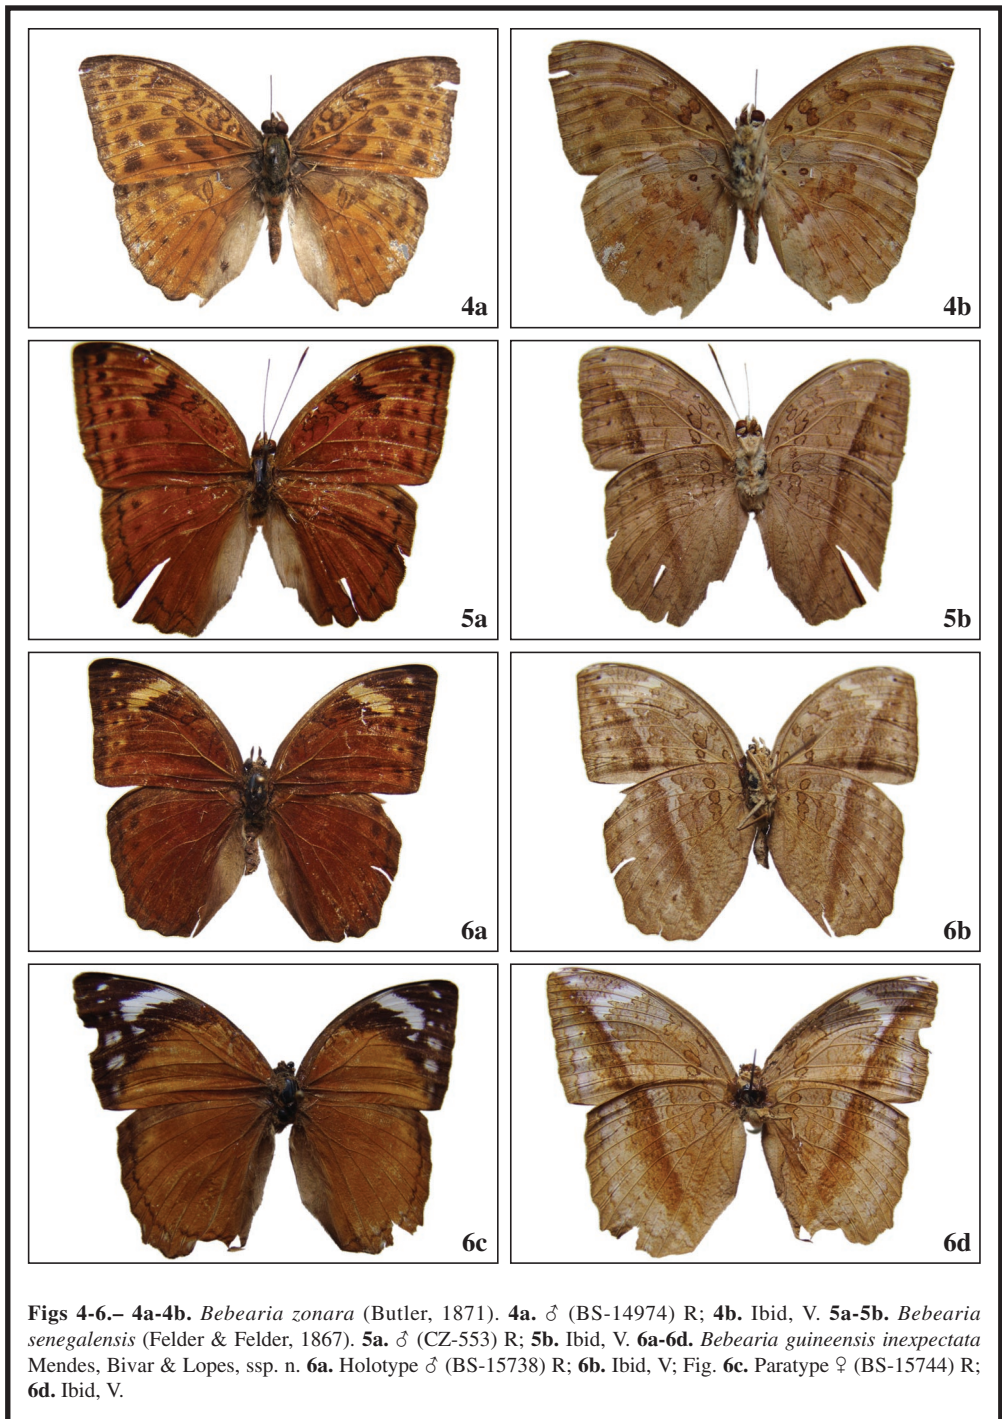 4a
4b
5a
5b
6a
6b
6c
6d
Figs 4-6.– 4a-4b. Bebearia zonara (Butler, 1871). 4a. ♂ (BS-14974) R; 4b. Ibid, V. 5a-5b. Bebearia
senegalensis (Felder & Felder, 1867). 5a. ♂ (CZ-553) R; 5b. Ibid, V. 6a-6d. Bebearia guineensis inexpectata
Mendes, Bivar & Lopes, ssp. n. 6a. Holotype ♂ (BS-15738) R; 6b. Ibid, V; Fig. 6c. Paratype ♀ (BS-15744) R;
6d. Ibid, V.